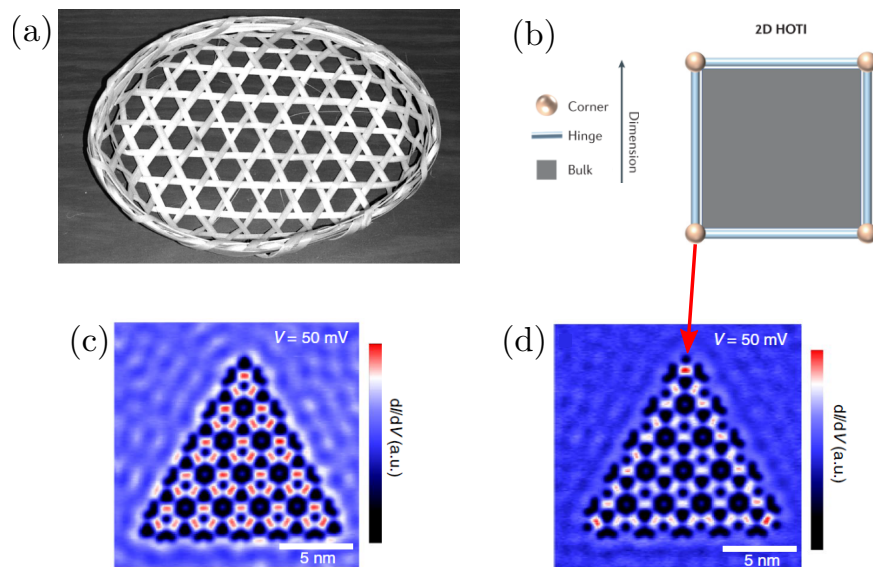 (a)
(b)
2D HOTI
Corner
Hinge
Bulk
Dimension
(c)
V = 50 mV
dI/dV (a.u.)
5 nm
(d)
V = 50 mV
dI/dV (a.u.)
5 nm